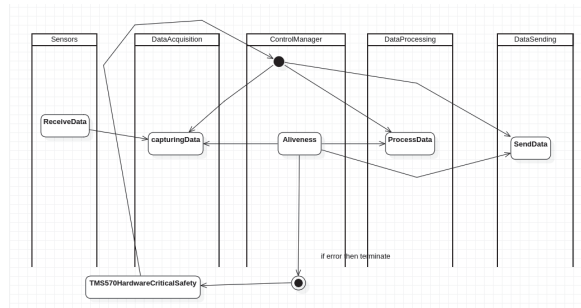 Sensors
DataAcquisition
ControlManager
DataProcessing
DataSending
ReceiveData
capturingData
Aliveness
ProcessData
SendData
if error then terminate
TMS570HardwareCriticalSafety